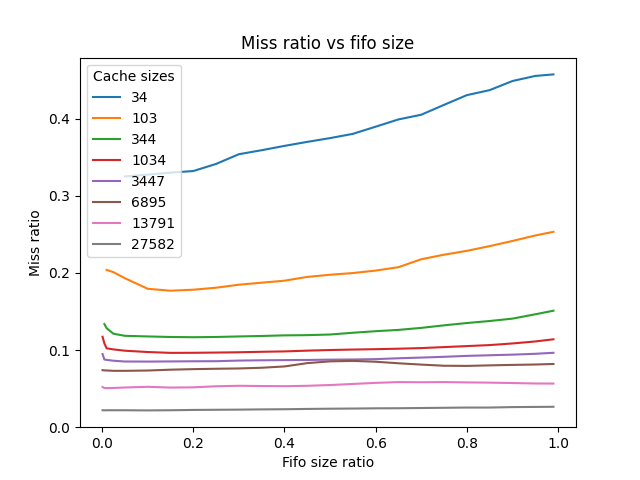 Miss ratio vs fifo size
Cache sizes
34
103
344
1034
3447
6895
13791
27582
Miss ratio
0.4
0.3
0.2
0.1
0.0
0.0 0.2 0.4 0.6 0.8 1.0
Fifo size ratio